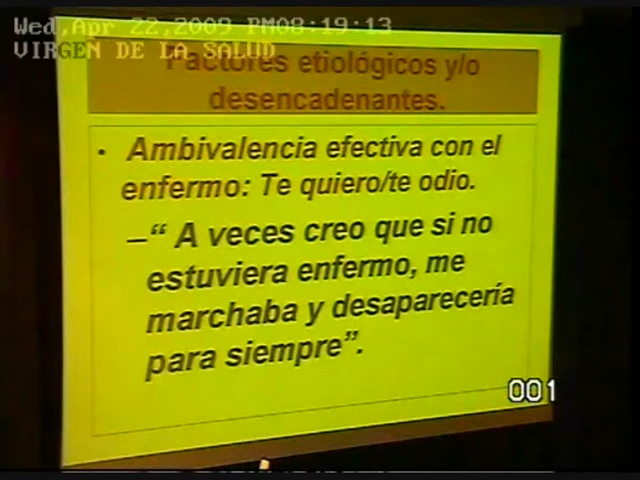 Wed,Apr 22,2009 PM08:19:13
VIRGEN DE LA SALUD
Factores etiológicos y/o
desencadenantes.
• Ambivalencia efectiva con el
enfermo: Te quiero/te odio.
–“ A veces creo que si no
estuviera enfermo, me
marchaba y desaparecería
para siempre”.
001